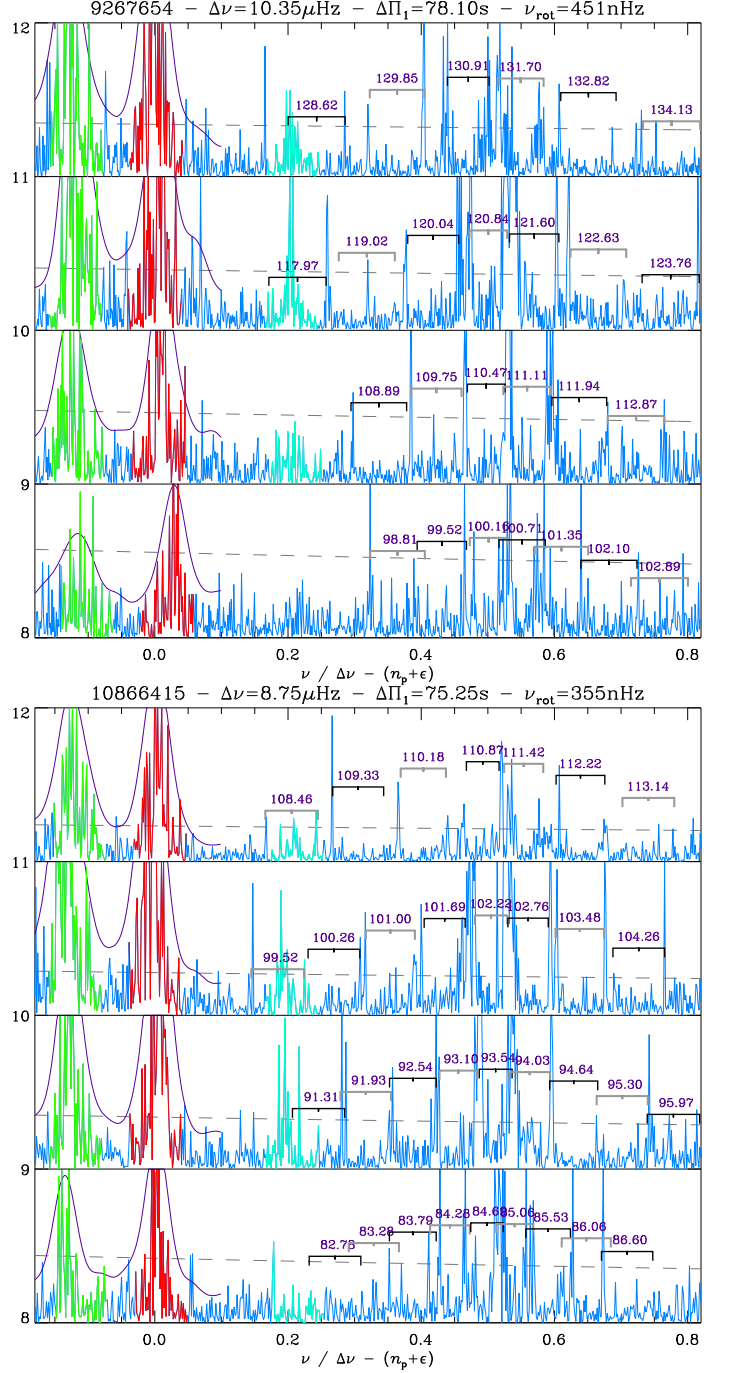 9267654 − Δν=10.35μHz − ΔΠ₁=78.10s − ν_rot=451nHz
12
130.91 131.70
129.85 132.82
128.62 134.13
11
120.04 120.84 121.60
119.02 122.63
117.97 123.76
10
108.89 109.75 110.47 111.11 111.94 112.87
9
98.81 99.52 100.16 100.71 101.35 102.10 102.89
8
0.0 0.2 0.4 0.6 0.8
ν / Δν − (nₚ+ε)
10866415 − Δν=8.75μHz − ΔΠ₁=75.25s − ν_rot=355nHz
12
108.46 109.33 110.18 110.87 111.42 112.22 113.14
11
99.52 100.26 101.00 101.69 102.22 102.76 103.48 104.26
10
91.31 91.93 92.54 93.10 93.54 94.03 94.64 95.30 95.97
9
83.28 83.79 84.28 85.06 85.53 86.06 86.60
8
0.0 0.2 0.4 0.6 0.8
ν / Δν − (nₚ+ε)